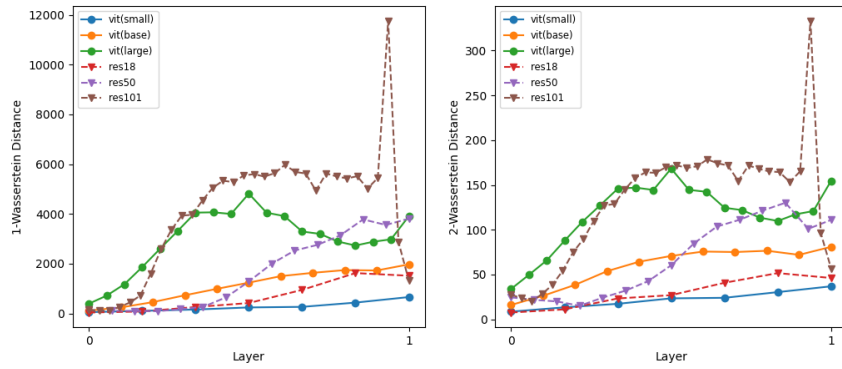 12000
10000
8000
6000
4000
2000
0
1-Wasserstein Distance
vit(small)
vit(base)
vit(large)
res18
res50
res101
0
1
Layer
350
300
250
200
150
100
50
0
2-Wasserstein Distance
vit(small)
vit(base)
vit(large)
res18
res50
res101
0
1
Layer